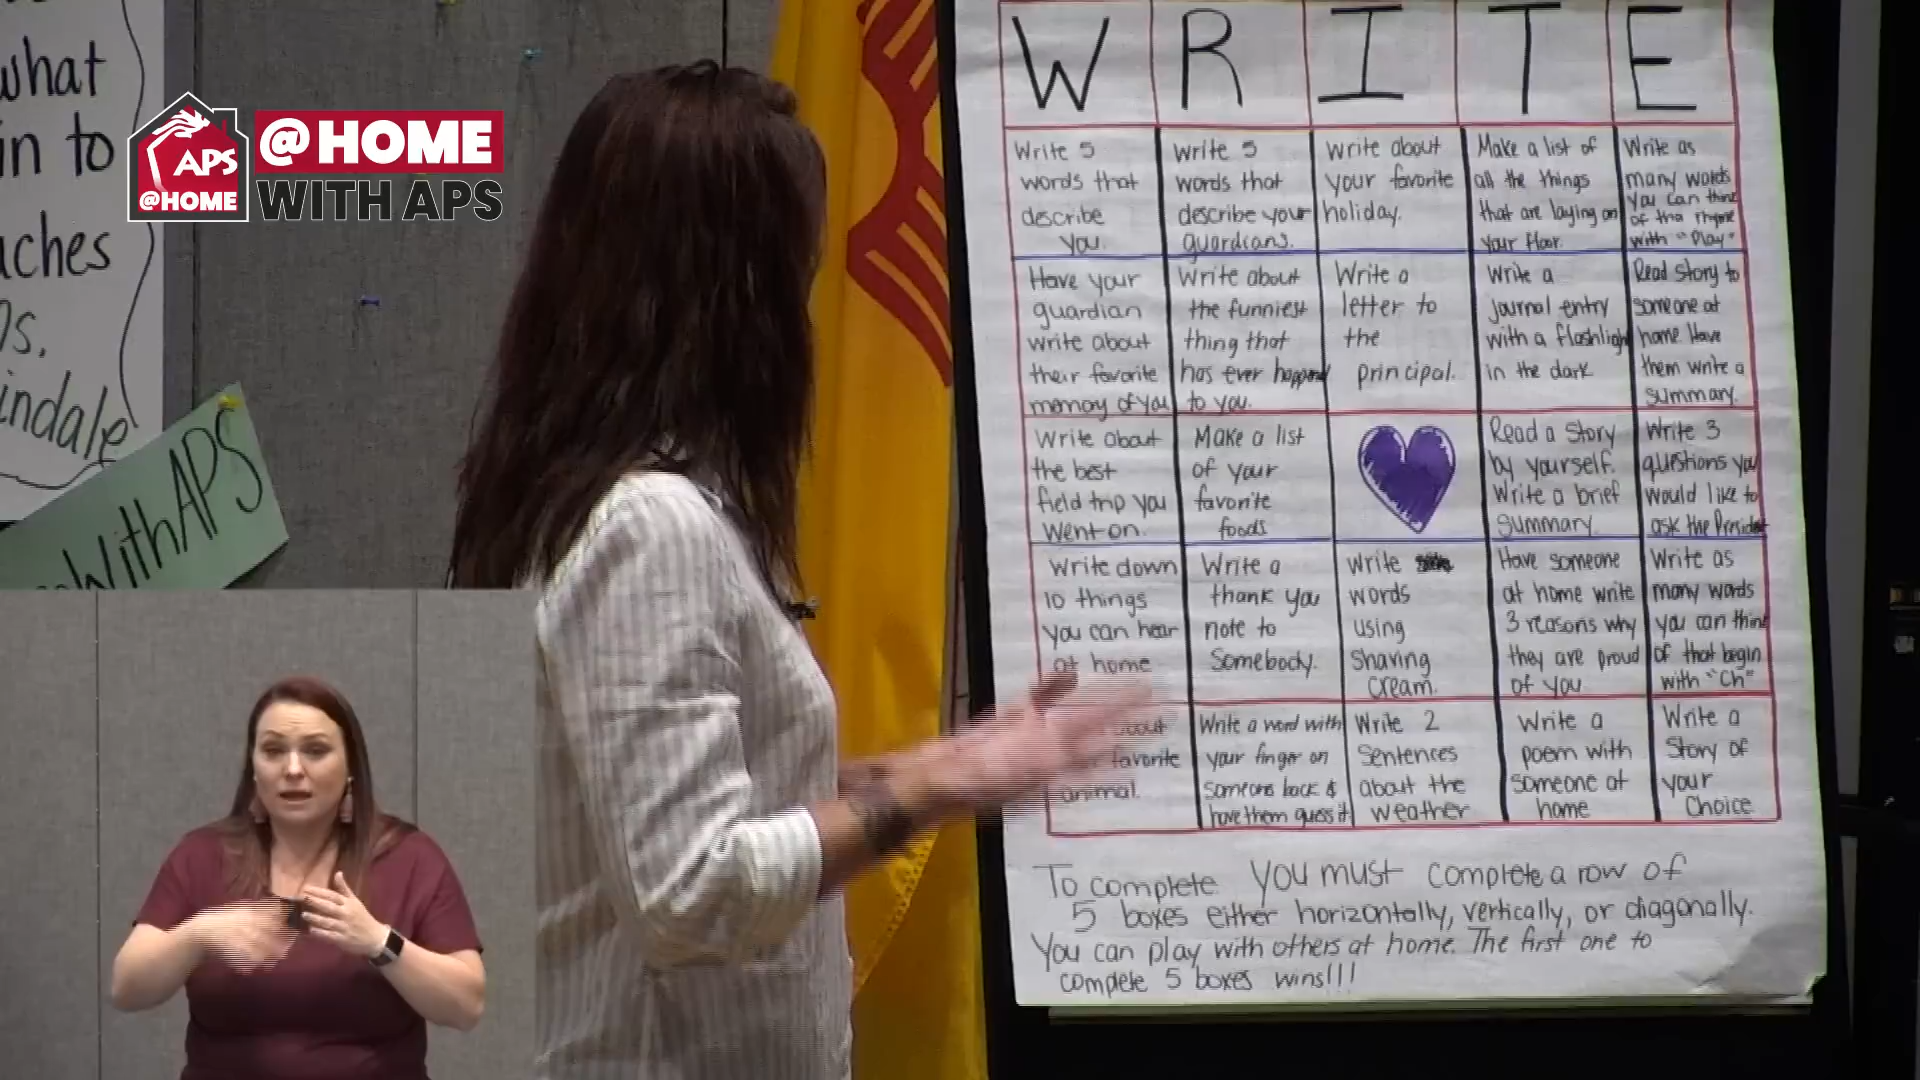 what
in to
aches
indale
WithAPS
APS
@HOME
@HOME
WITH APS
W R I T E
Write 5
words that
describe
you.
write 5
words that
describe your
guardians.
write about
your favorite
holiday.
Make a list of
all the things
that are laying on
your floor.
Write as
many words
you can think
of tha rhyme
with "Play"
Have your
guardian
write about
their favorite
memory of you
Write about
the funniest
thing that
has ever happened
to you.
Write a
letter to
the
principal.
Write a
journal entry
with a flashlight
in the dark
Read story to
someone at
home. Have
them write a
summary.
Write about
the best
field trip you
went on.
Make a list
of your
favorite
foods
Read a story
by yourself.
Write a brief
summary.
Write 3
questions you
would like to
ask the President
Write down
10 things
you can hear
at home
Write a
thank you
note to
somebody.
Write
words
using
shaving
cream.
Have someone
at home write
3 reasons why
they are proud
of you
Write as
many words
you can think
of that begin
with "Ch"
about
favorite
animal.
Write a word with
your finger on
someons back &
have them guess it
Write 2
sentences
about the
weather
Write a
poem with
someone at
home
Write a
Story of
your
Choice
To complete you must complete a row of
5 boxes either horizontally, vertically, or diagonally.
You can play with others at home. The first one to
complete 5 boxes wins!!!